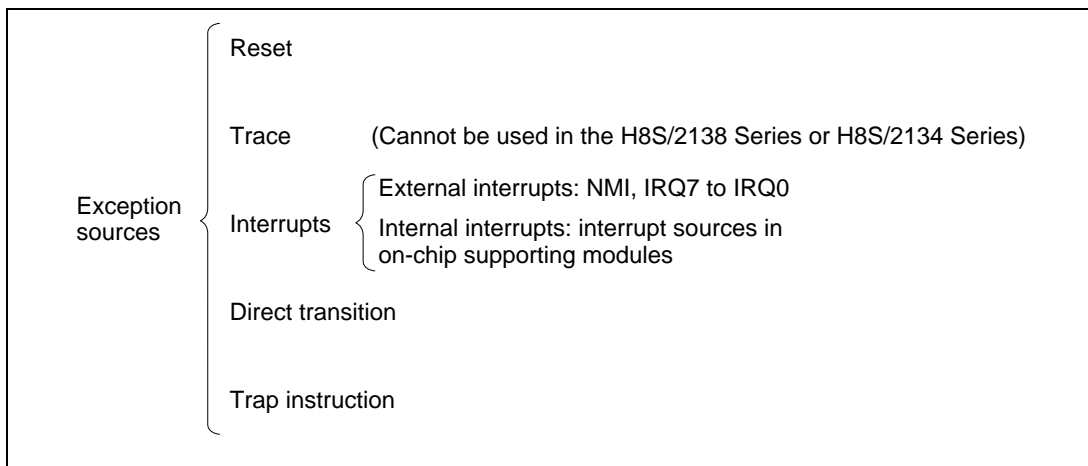 Reset
Trace (Cannot be used in the H8S/2138 Series or H8S/2134 Series)
Exception
sources
Interrupts
External interrupts: NMI, IRQ7 to IRQ0
Internal interrupts: interrupt sources in
on-chip supporting modules
Direct transition
Trap instruction